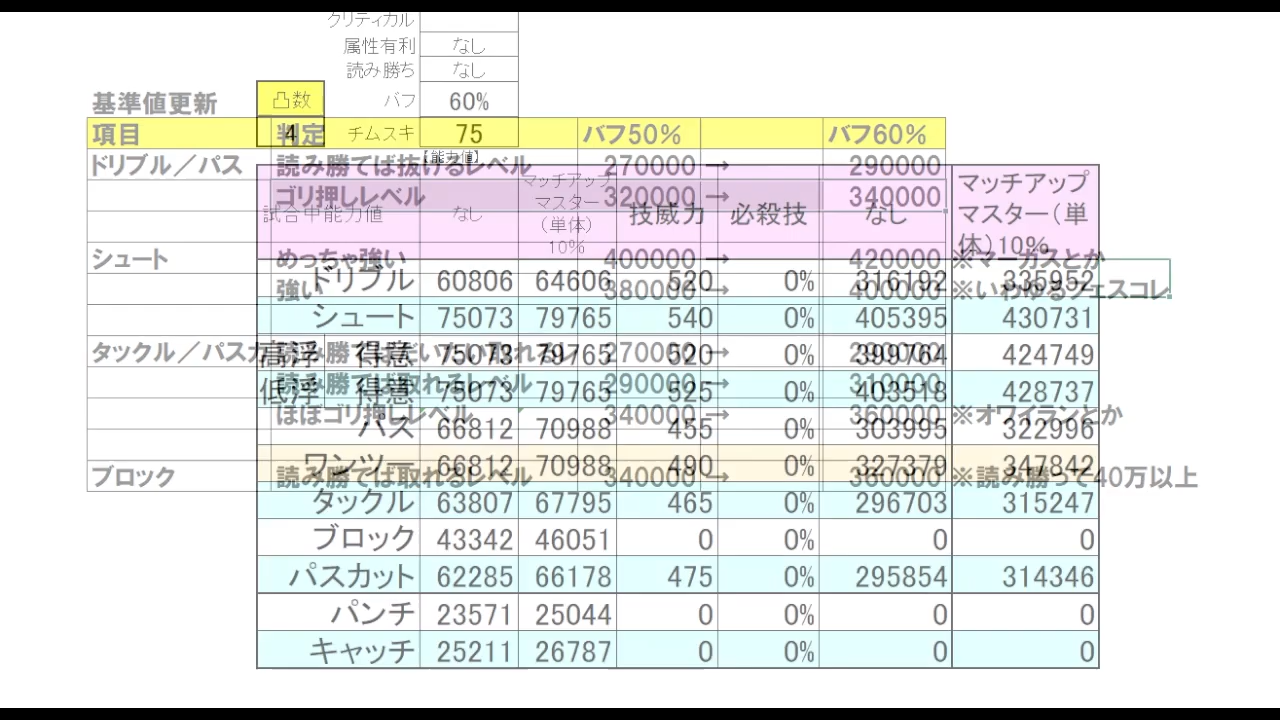 クリティカル
属性有利 なし
読み勝ち なし
基準値更新 凸数 バフ 60%
項目 判定 4 チムスキ 75 バフ50% バフ60%
【能力値】
ドリブル／パス 読み勝てば抜けるレベル 270000 → 290000
ゴリ押しレベル 320000 → 340000
試合中能力値 なし マッチアップマスター（単体）10% 技威力 必殺技 なし マッチアップマスター（単体）10%
シュート めっちゃ強い 400000 → 420000 ※マーガスとか
ドリブル 60806 64606 520 0% 316192 335952
強い 380000 → 400000 ※いわゆるフェスコレ
シュート 75073 79765 540 0% 405395 430731
タックル／パスカ 270000 →
高浮 得意 75073 79765 520 0% 399764 424749
読み勝てば取れるレベル 290000 → 310000
低浮 得意 75073 79765 525 0% 403518 428737
ほぼゴリ押しレベル 340000 → 360000 ※オワイランとか
パス 66812 70988 455 0% 303995 322996
ワンツー 66812 70988 490 0% 327379 347842
ブロック 読み勝てば取れるレベル 340000 → 360000 ※読み勝って40万以上
タックル 63807 67795 465 0% 296703 315247
ブロック 43342 46051 0 0% 0 0
パスカット 62285 66178 475 0% 295854 314346
パンチ 23571 25044 0 0% 0 0
キャッチ 25211 26787 0 0% 0 0